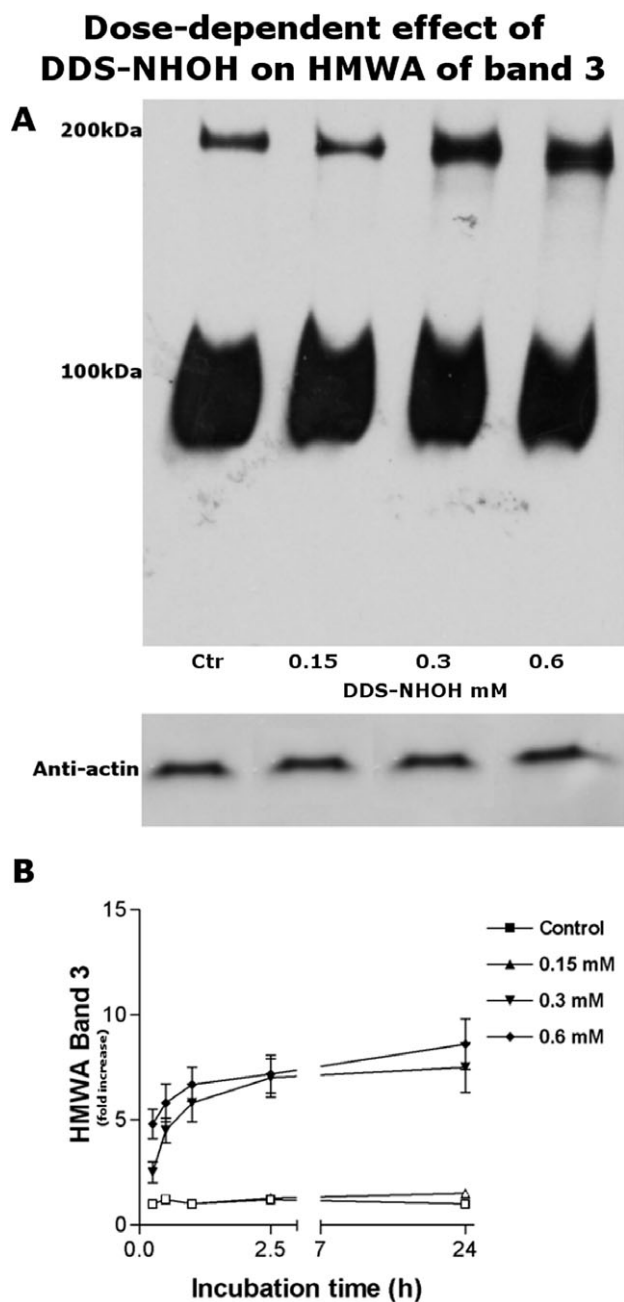 Dose-dependent effect of
DDS-NHOH on HMWA of band 3
A
200kDa
100kDa
Ctr 0.15 0.3 0.6
DDS-NHOH mM
Anti-actin
B
15
10
5
0
HMWA Band 3
(fold increase)
0.0 2.5 7 24
Incubation time (h)
Control
0.15 mM
0.3 mM
0.6 mM